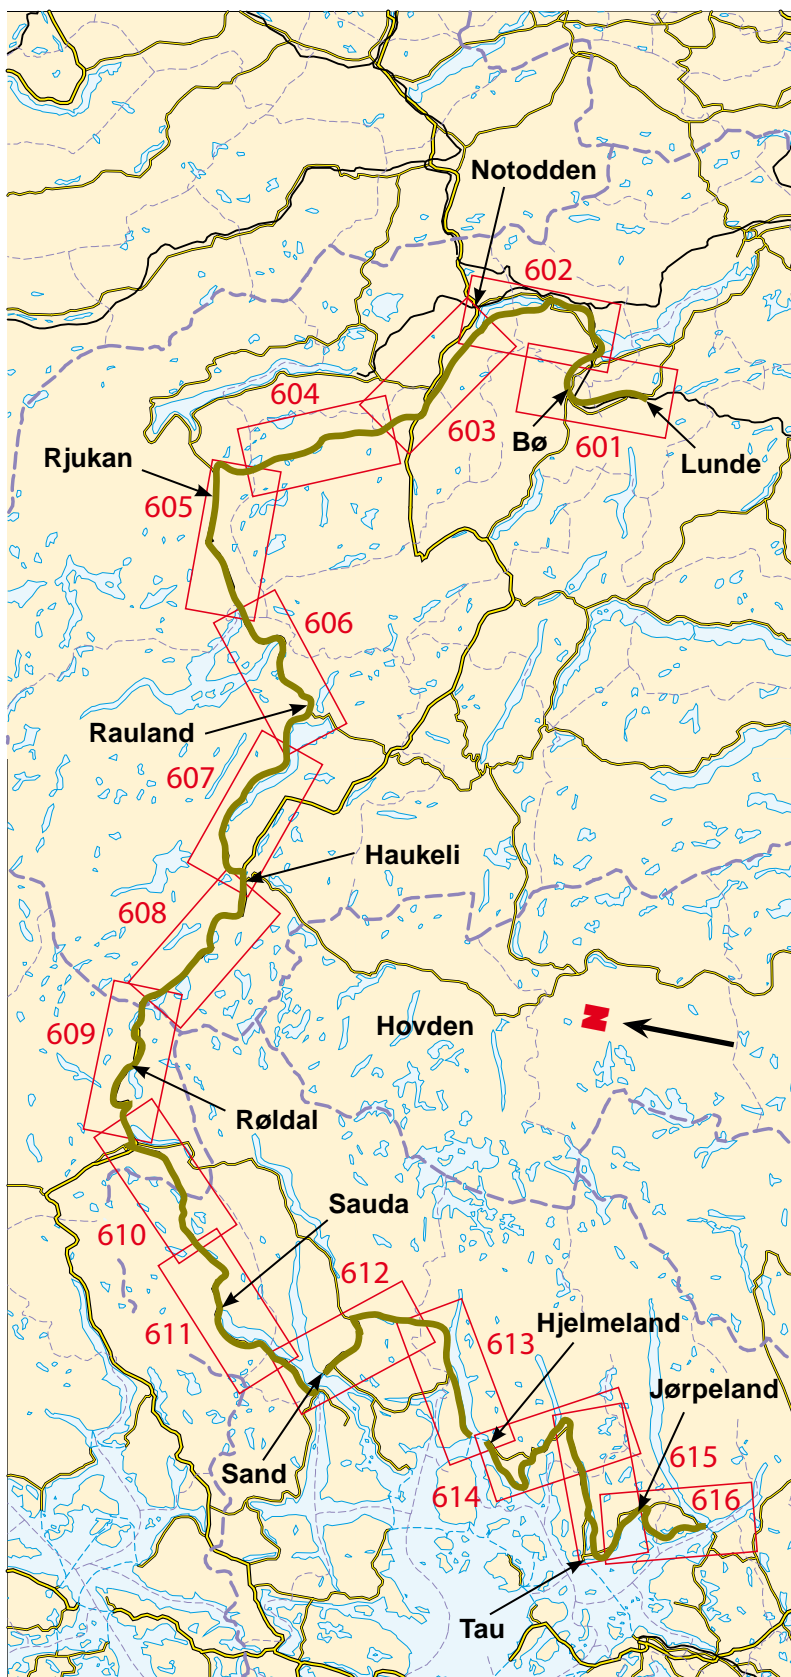 Notodden
602
604
603
Bø
601
Lunde
Rjukan
605
606
Rauland
607
Haukeli
608
Hovden
N
609
Røldal
Sauda
610
612
611
Hjelmeland
613
Jørpeland
Sand
615
614
616
Tau